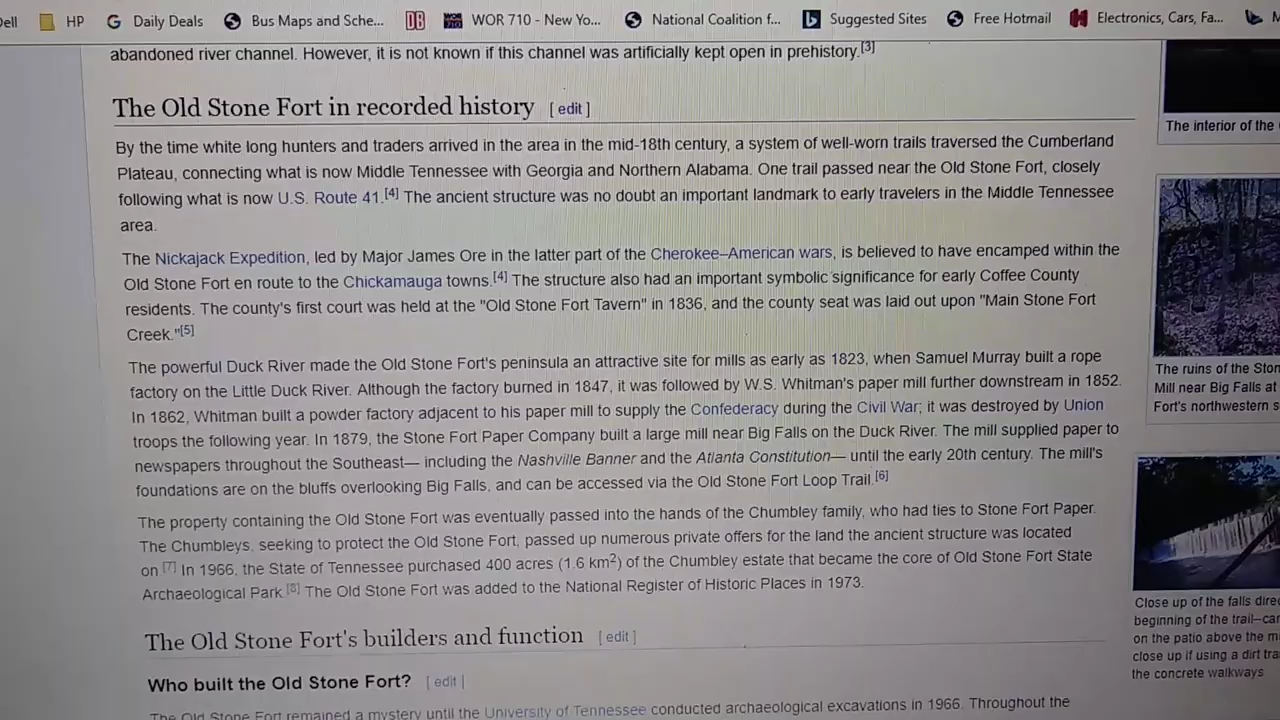 Dell HP Daily Deals Bus Maps and Sche... DB WOR 710 - New Yo... National Coalition f... Suggested Sites Free Hotmail Electronics, Cars, Fa... M
abandoned river channel. However, it is not known if this channel was artificially kept open in prehistory.[3]
The Old Stone Fort in recorded history [ edit ]
The interior of the
By the time white long hunters and traders arrived in the area in the mid-18th century, a system of well-worn trails traversed the Cumberland
Plateau, connecting what is now Middle Tennessee with Georgia and Northern Alabama. One trail passed near the Old Stone Fort, closely
following what is now U.S. Route 41.[4] The ancient structure was no doubt an important landmark to early travelers in the Middle Tennessee
area.
The Nickajack Expedition, led by Major James Ore in the latter part of the Cherokee–American wars, is believed to have encamped within the
Old Stone Fort en route to the Chickamauga towns.[4] The structure also had an important symbolic significance for early Coffee County
residents. The county's first court was held at the "Old Stone Fort Tavern" in 1836, and the county seat was laid out upon "Main Stone Fort
Creek."[5]
The powerful Duck River made the Old Stone Fort's peninsula an attractive site for mills as early as 1823, when Samuel Murray built a rope
factory on the Little Duck River. Although the factory burned in 1847, it was followed by W.S. Whitman's paper mill further downstream in 1852.
In 1862, Whitman built a powder factory adjacent to his paper mill to supply the Confederacy during the Civil War; it was destroyed by Union
troops the following year. In 1879, the Stone Fort Paper Company built a large mill near Big Falls on the Duck River. The mill supplied paper to
newspapers throughout the Southeast— including the Nashville Banner and the Atlanta Constitution— until the early 20th century. The mill's
foundations are on the bluffs overlooking Big Falls, and can be accessed via the Old Stone Fort Loop Trail.[6]
The ruins of the Ston
Mill near Big Falls at
Fort's northwestern s
The property containing the Old Stone Fort was eventually passed into the hands of the Chumbley family, who had ties to Stone Fort Paper.
The Chumbleys, seeking to protect the Old Stone Fort, passed up numerous private offers for the land the ancient structure was located
on.[7] In 1966, the State of Tennessee purchased 400 acres (1.6 km2) of the Chumbley estate that became the core of Old Stone Fort State
Archaeological Park.[8] The Old Stone Fort was added to the National Register of Historic Places in 1973.
Close up of the falls dire
beginning of the trail–car
on the patio above the m
close up if using a dirt tra
the concrete walkways
The Old Stone Fort's builders and function [ edit ]
Who built the Old Stone Fort? [ edit ]
The Old Stone Fort remained a mystery until the University of Tennessee conducted archaeological excavations in 1966. Throughout the